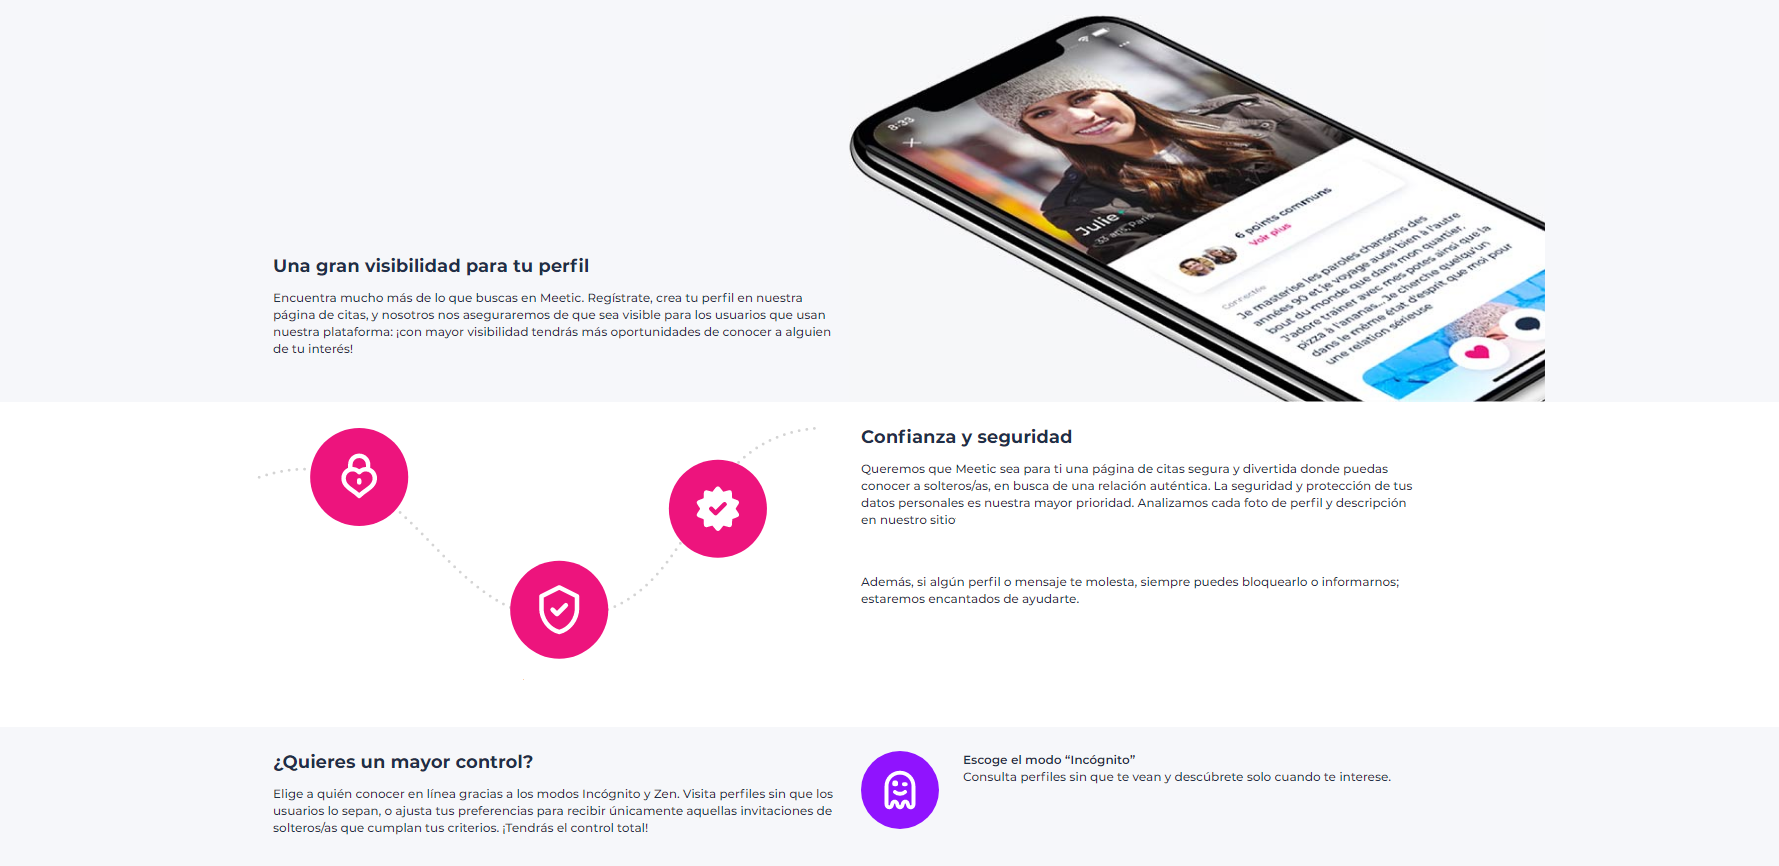 8:33
Julie
33 ans, Paris
6 points communs
Voir plus
Connectée
Je masterise les paroles chansons des
années 90 et je voyage aussi bien à l'autre
bout du monde que dans mon quartier.
J'adore trainer avec mes potes ainsi que la
pizza à l'ananas...Je cherche quelqu'un
dans le même état d'esprit que moi pour
une relation sérieuse
Una gran visibilidad para tu perfil
Encuentra mucho más de lo que buscas en Meetic. Regístrate, crea tu perfil en nuestra
página de citas, y nosotros nos aseguraremos de que sea visible para los usuarios que usan
nuestra plataforma: ¡con mayor visibilidad tendrás más oportunidades de conocer a alguien
de tu interés!
Confianza y seguridad
Queremos que Meetic sea para ti una página de citas segura y divertida donde puedas
conocer a solteros/as, en busca de una relación auténtica. La seguridad y protección de tus
datos personales es nuestra mayor prioridad. Analizamos cada foto de perfil y descripción
en nuestro sitio
Además, si algún perfil o mensaje te molesta, siempre puedes bloquearlo o informarnos;
estaremos encantados de ayudarte.
¿Quieres un mayor control?
Elige a quién conocer en línea gracias a los modos Incógnito y Zen. Visita perfiles sin que los
usuarios lo sepan, o ajusta tus preferencias para recibir únicamente aquellas invitaciones de
solteros/as que cumplan tus criterios. ¡Tendrás el control total!
Escoge el modo “Incógnito”
Consulta perfiles sin que te vean y descúbrete solo cuando te interese.